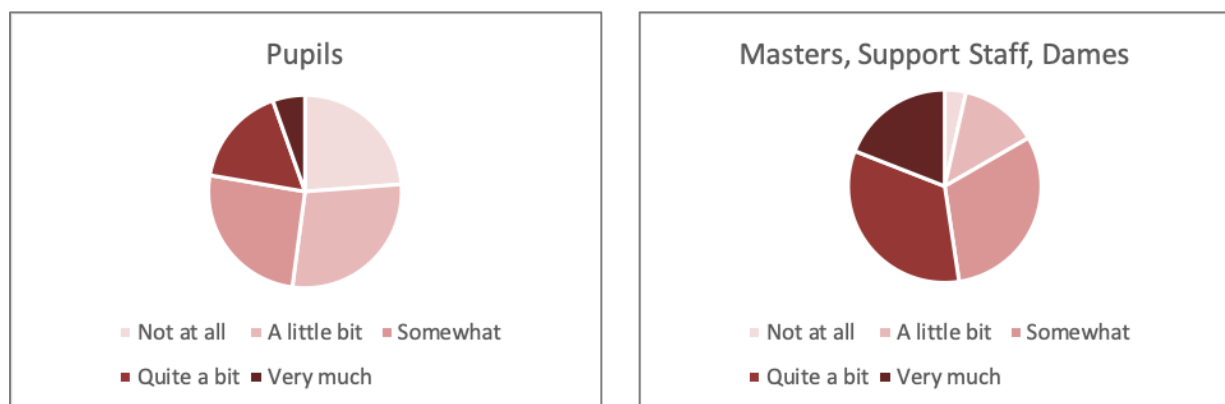 Pupils
Not at all A little bit Somewhat
Quite a bit Very much
Masters, Support Staff, Dames
Not at all A little bit Somewhat
Quite a bit Very much